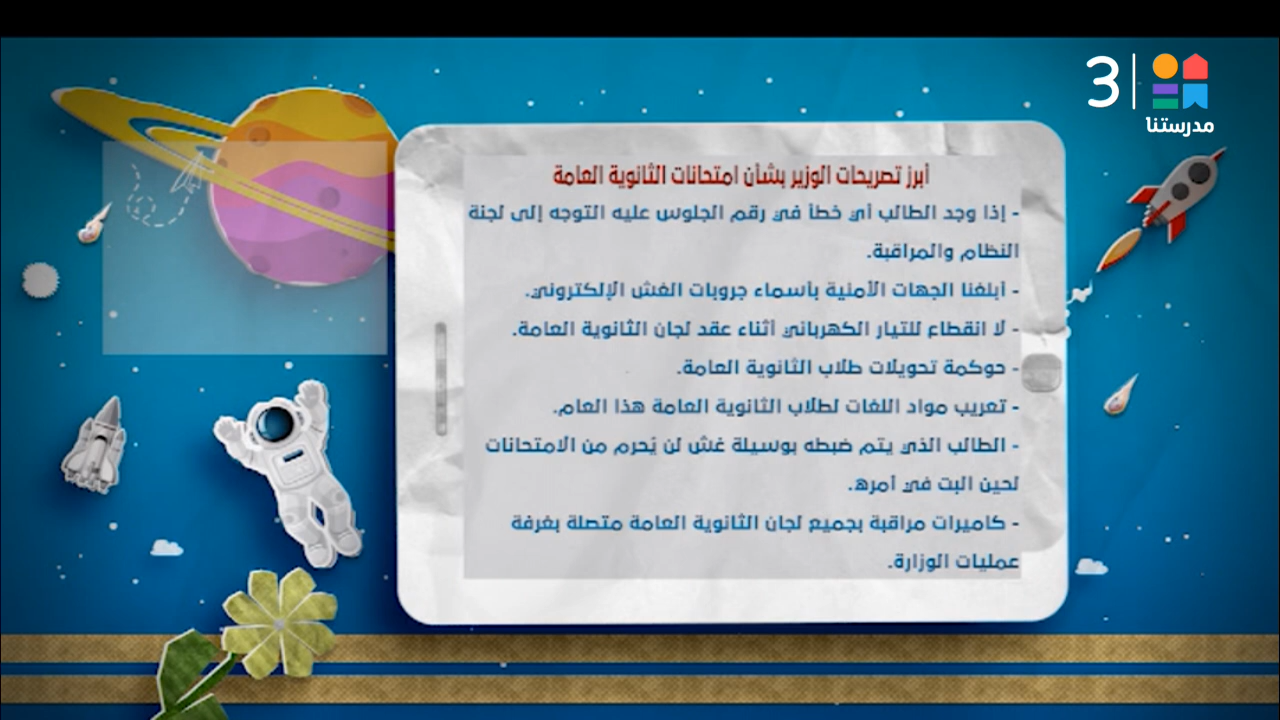 3
مدرستنا
أبرز تصريحات الوزير بشأن امتحانات الثانوية العامة
- إذا وجد الطالب أي خطأ في رقم الجلوس عليه التوجه إلى لجنة
النظام والمراقبة.
- أبلغنا الجهات الأمنية بأسماء جروبات الغش الإلكتروني.
- لا انقطاع للتيار الكهربائي أثناء عقد لجان الثانوية العامة.
- حوكمة تحويلات طلاب الثانوية العامة.
- تعريب مواد اللغات لطلاب الثانوية العامة هذا العام.
- الطالب الذي يتم ضبطه بوسيلة غش لن يُحرم من الامتحانات
لحين البت في أمره.
- كاميرات مراقبة بجميع لجان الثانوية العامة متصلة بغرفة
عمليات الوزارة.